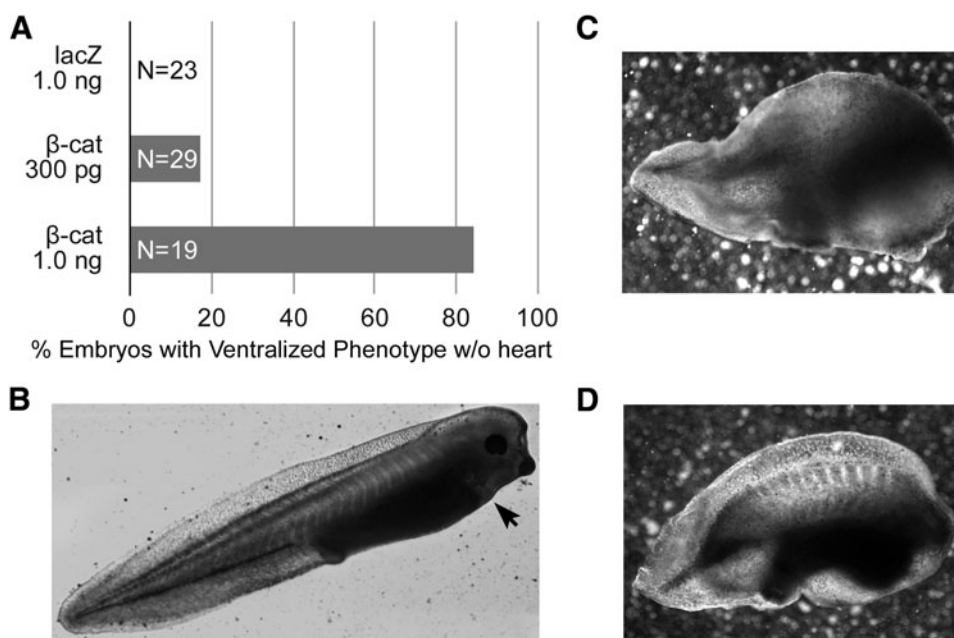 A
lacZ
1.0 ng
N=23
β-cat
300 pg
N=29
β-cat
1.0 ng
N=19
0 20 40 60 80 100
% Embryos with Ventralized Phenotype w/o heart
B
C
D